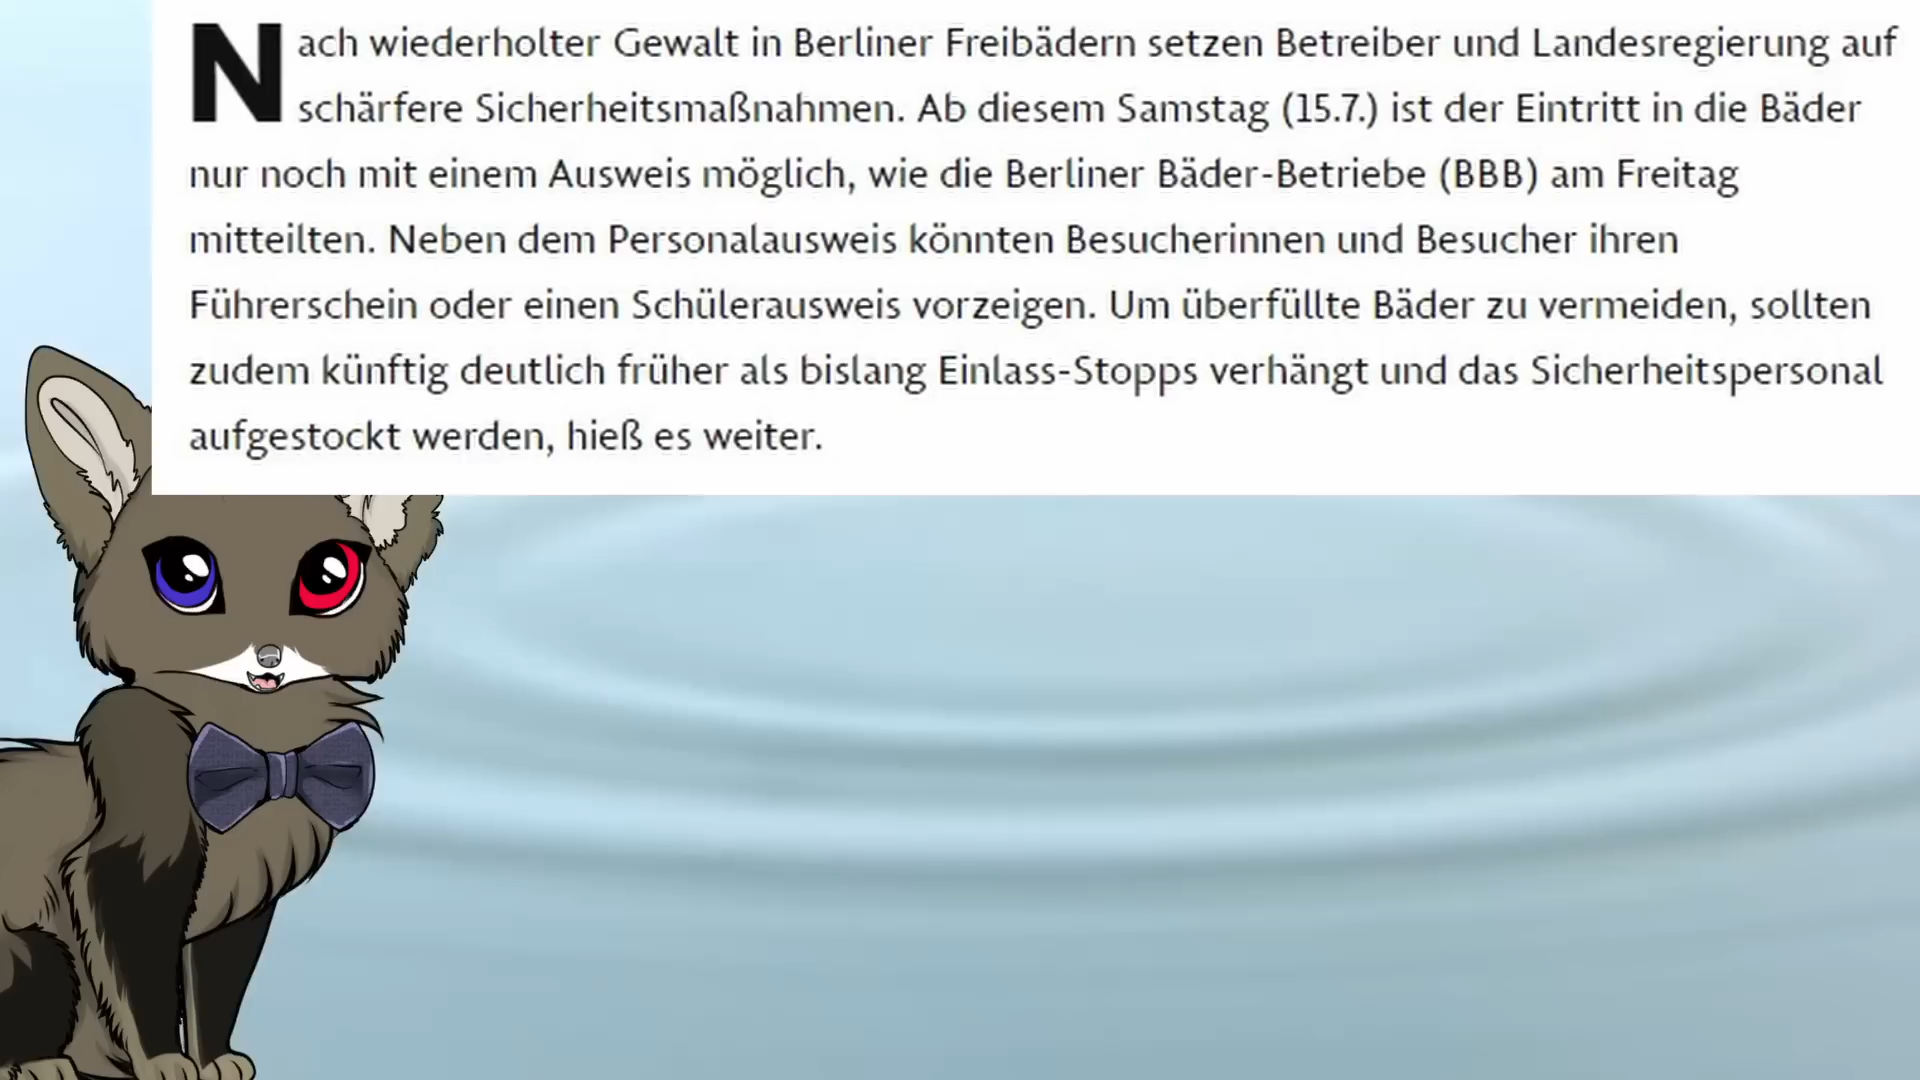 Nach wiederholter Gewalt in Berliner Freibädern setzen Betreiber und Landesregierung auf
schärfere Sicherheitsmaßnahmen. Ab diesem Samstag (15.7.) ist der Eintritt in die Bäder
nur noch mit einem Ausweis möglich, wie die Berliner Bäder-Betriebe (BBB) am Freitag
mitteilten. Neben dem Personalausweis könnten Besucherinnen und Besucher ihren
Führerschein oder einen Schülerausweis vorzeigen. Um überfüllte Bäder zu vermeiden, sollten
zudem künftig deutlich früher als bislang Einlass-Stopps verhängt und das Sicherheitspersonal
aufgestockt werden, hieß es weiter.